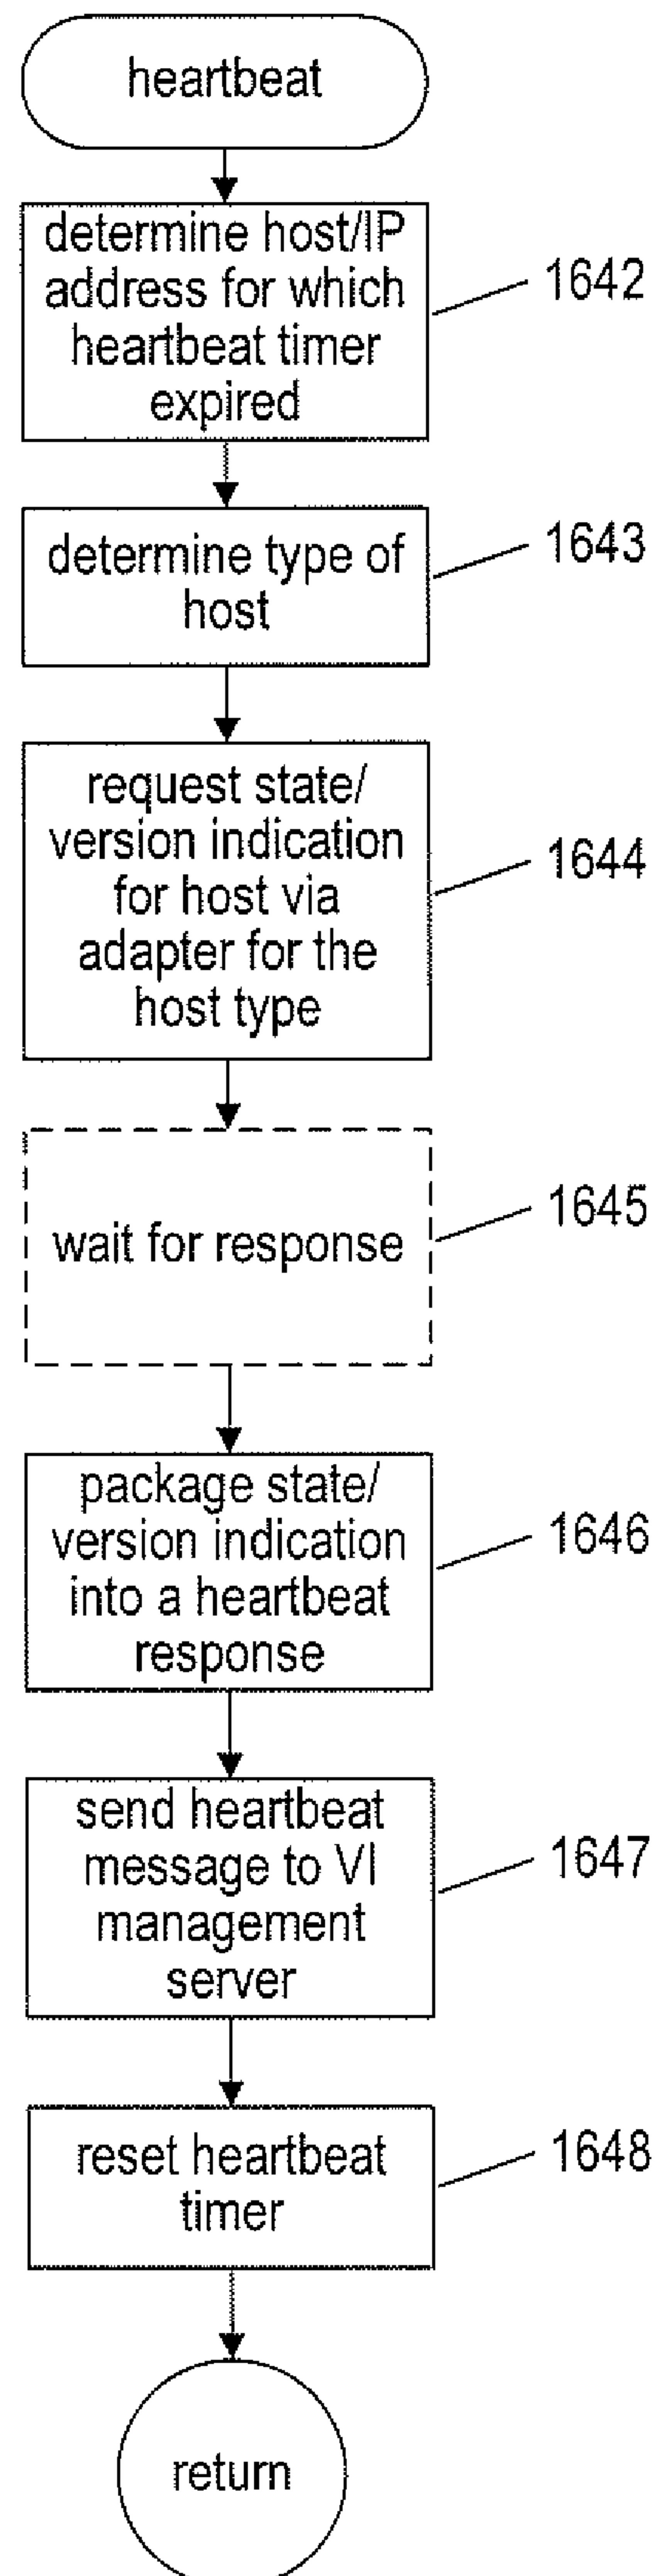 heartbeat
determine host/IP
address for which
heartbeat timer
expired
1642
determine type of
host
1643
request state/
version indication
for host via
adapter for the
host type
1644
wait for response
1645
package state/
version indication
into a heartbeat
response
1646
send heartbeat
message to VI
management
server
1647
reset heartbeat
timer
1648
return